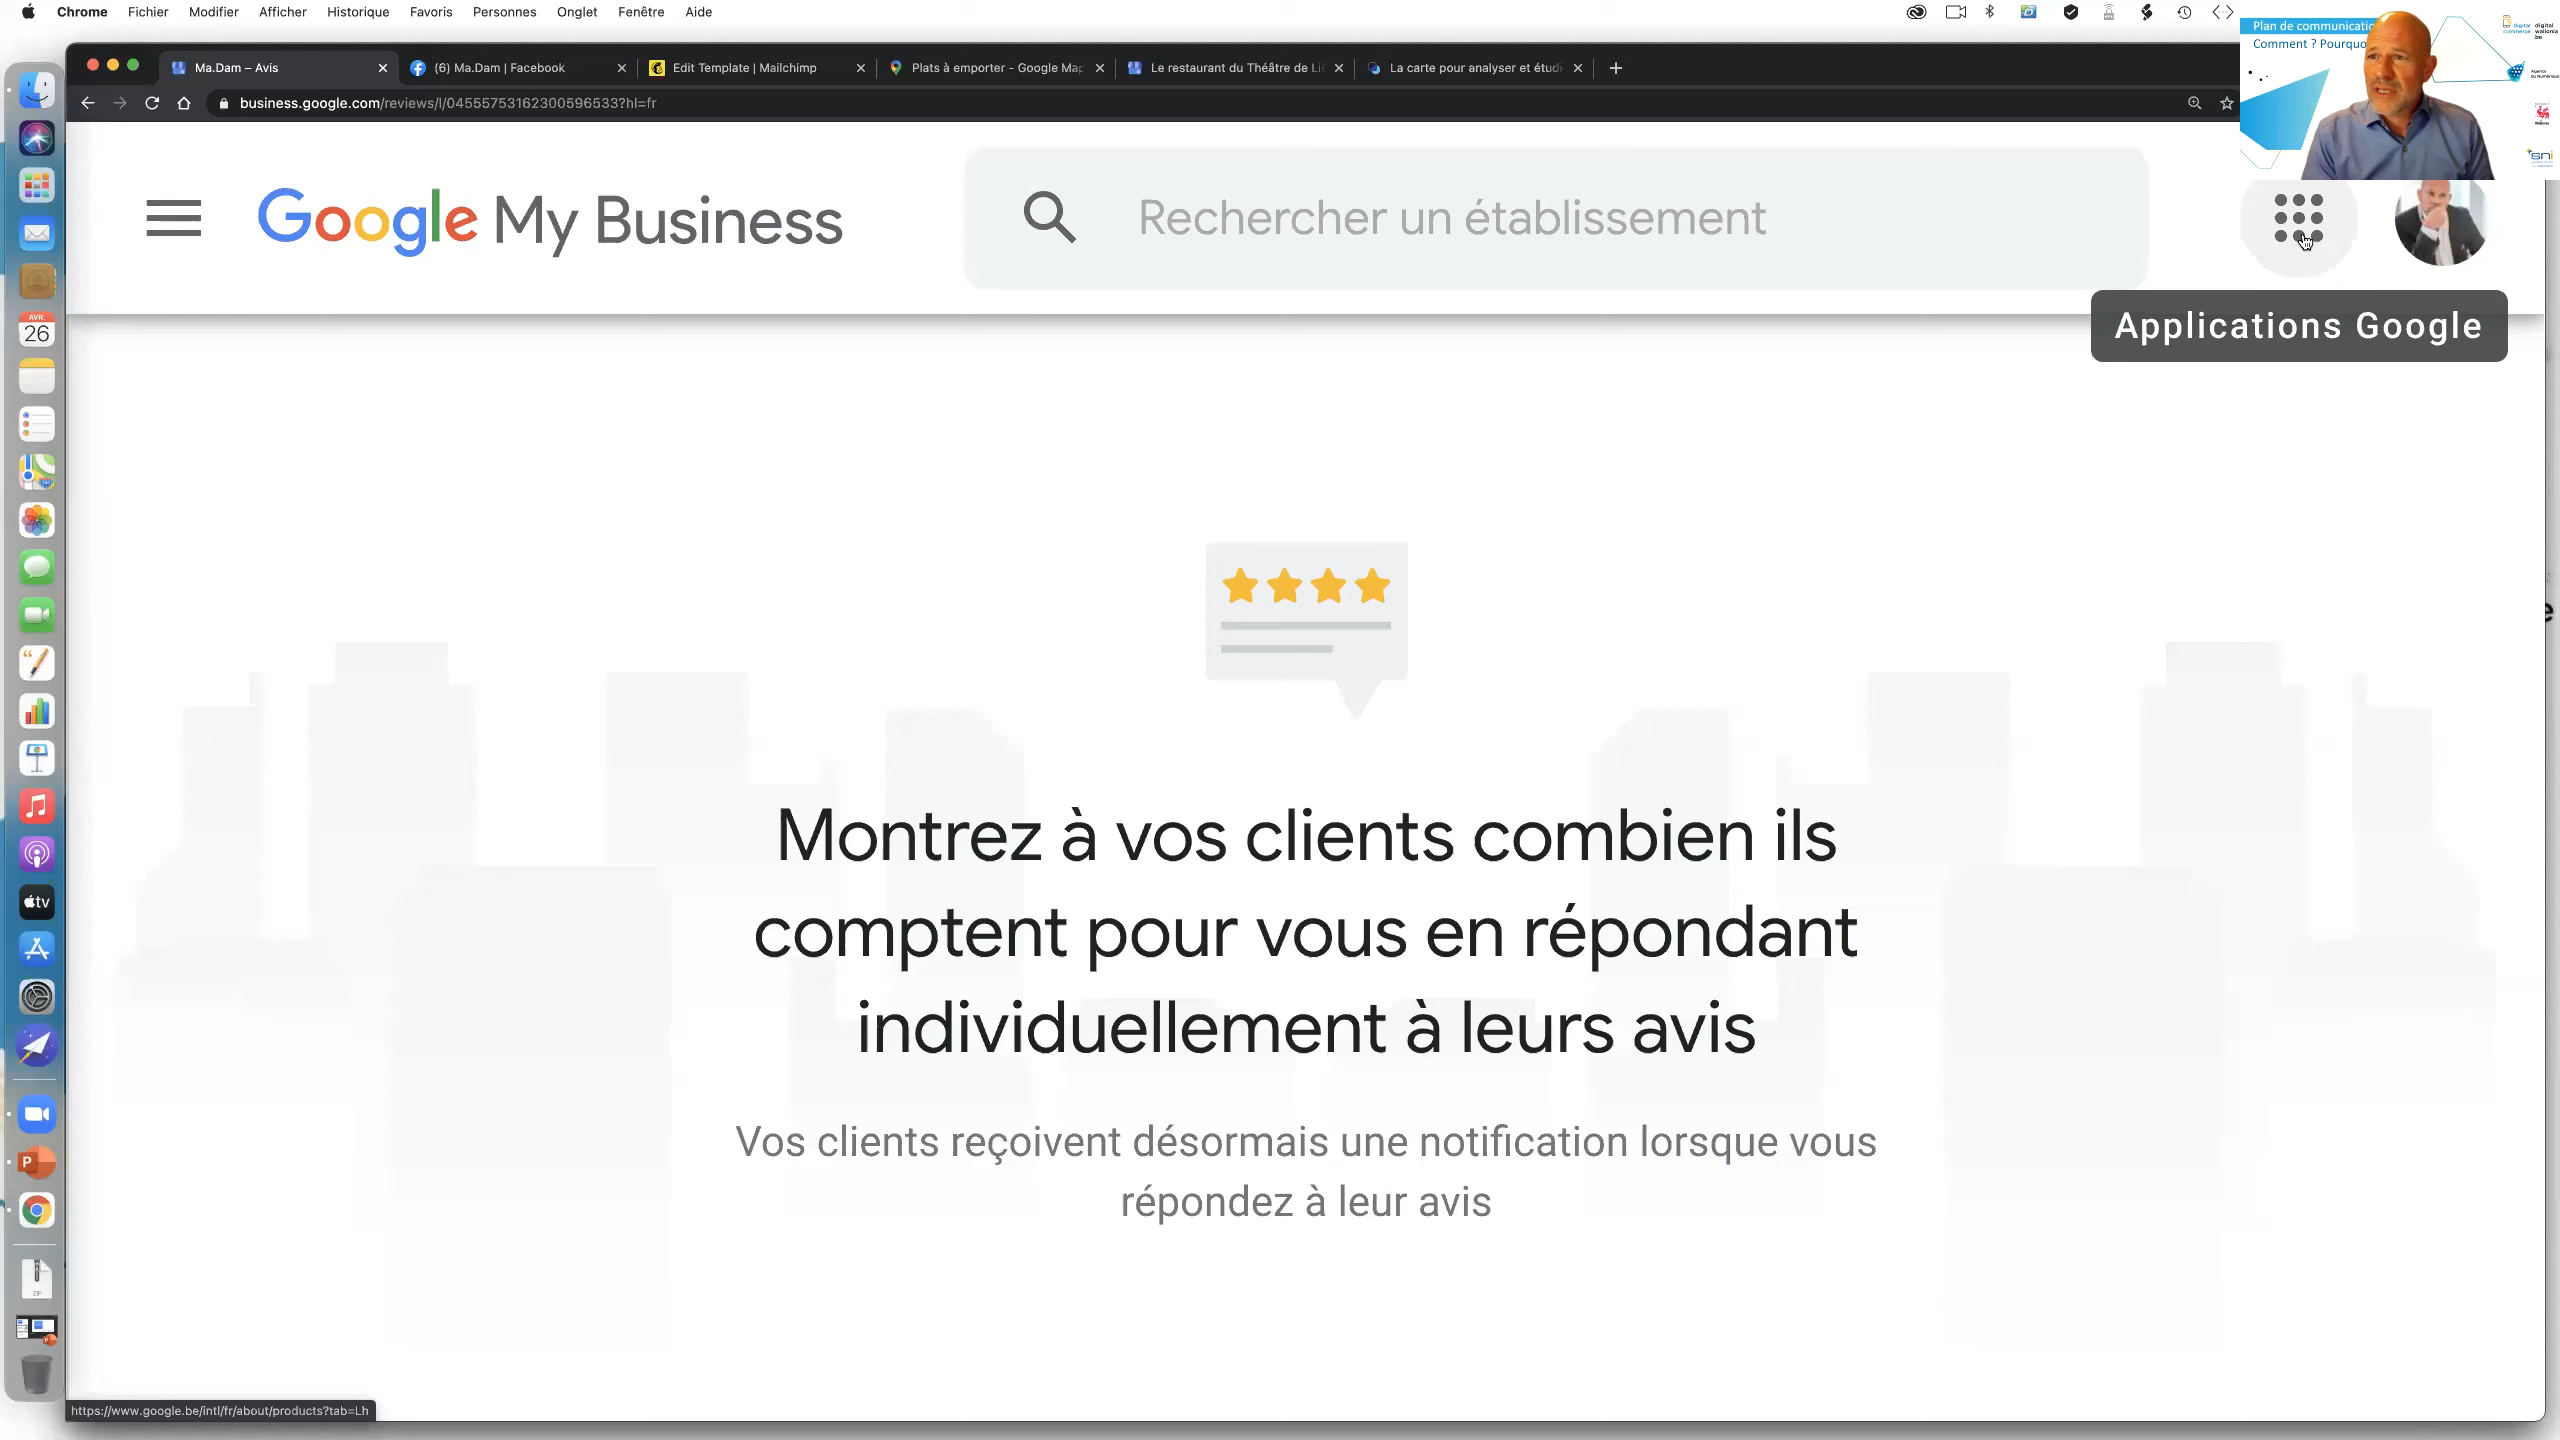 Chrome Fichier Modifier Afficher Historique Favoris Personnes Onglet Fenêtre Aide
Plan de communicatio
Comment ? Pourquo
Ma.Dam – Avis
(6) Ma.Dam | Facebook
Edit Template | Mailchimp
Plats à emporter - Google Map
Le restaurant du Théâtre de Liè
La carte pour analyser et étudi
business.google.com/reviews/l/04555753162300596533?hl=fr
Google My Business
Rechercher un établissement
Applications Google
AVR.
26
Montrez à vos clients combien ils
comptent pour vous en répondant
individuellement à leurs avis
Vos clients reçoivent désormais une notification lorsque vous
répondez à leur avis
tv
P
ZIP
https://www.google.be/intl/fr/about/products?tab=Lh